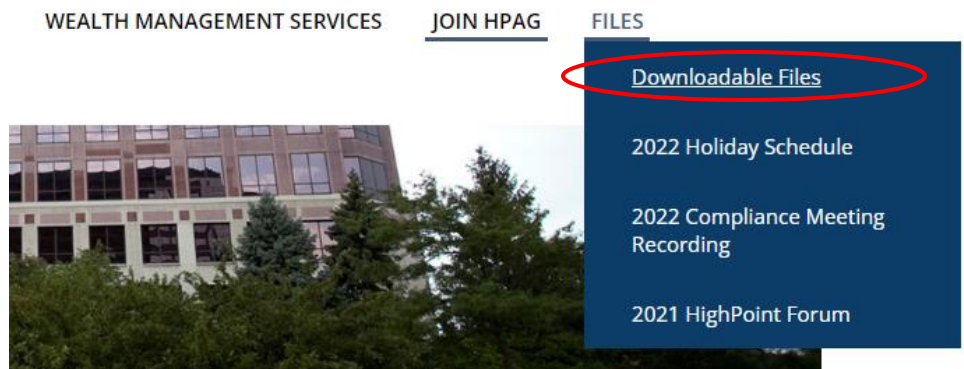 WEALTH MANAGEMENT SERVICES JOIN HPAG FILES
Downloadable Files
2022 Holiday Schedule
2022 Compliance Meeting
Recording
2021 HighPoint Forum